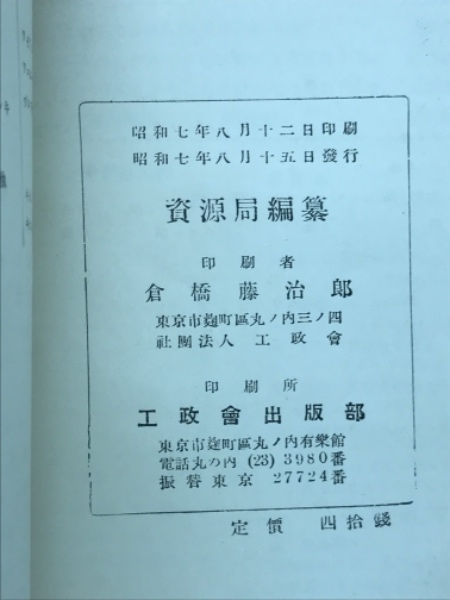 昭和七年八月十二日印刷
昭和七年八月十五日發行
資源局編纂
印刷者
倉橋藤治郎
東京市麹町區丸ノ内三ノ四
社團法人 工政會
印刷所
工政會出版部
東京市麹町區丸ノ内有樂館
電話丸の内 (23) 3980番
振替東京 27724番
定價 四拾錢